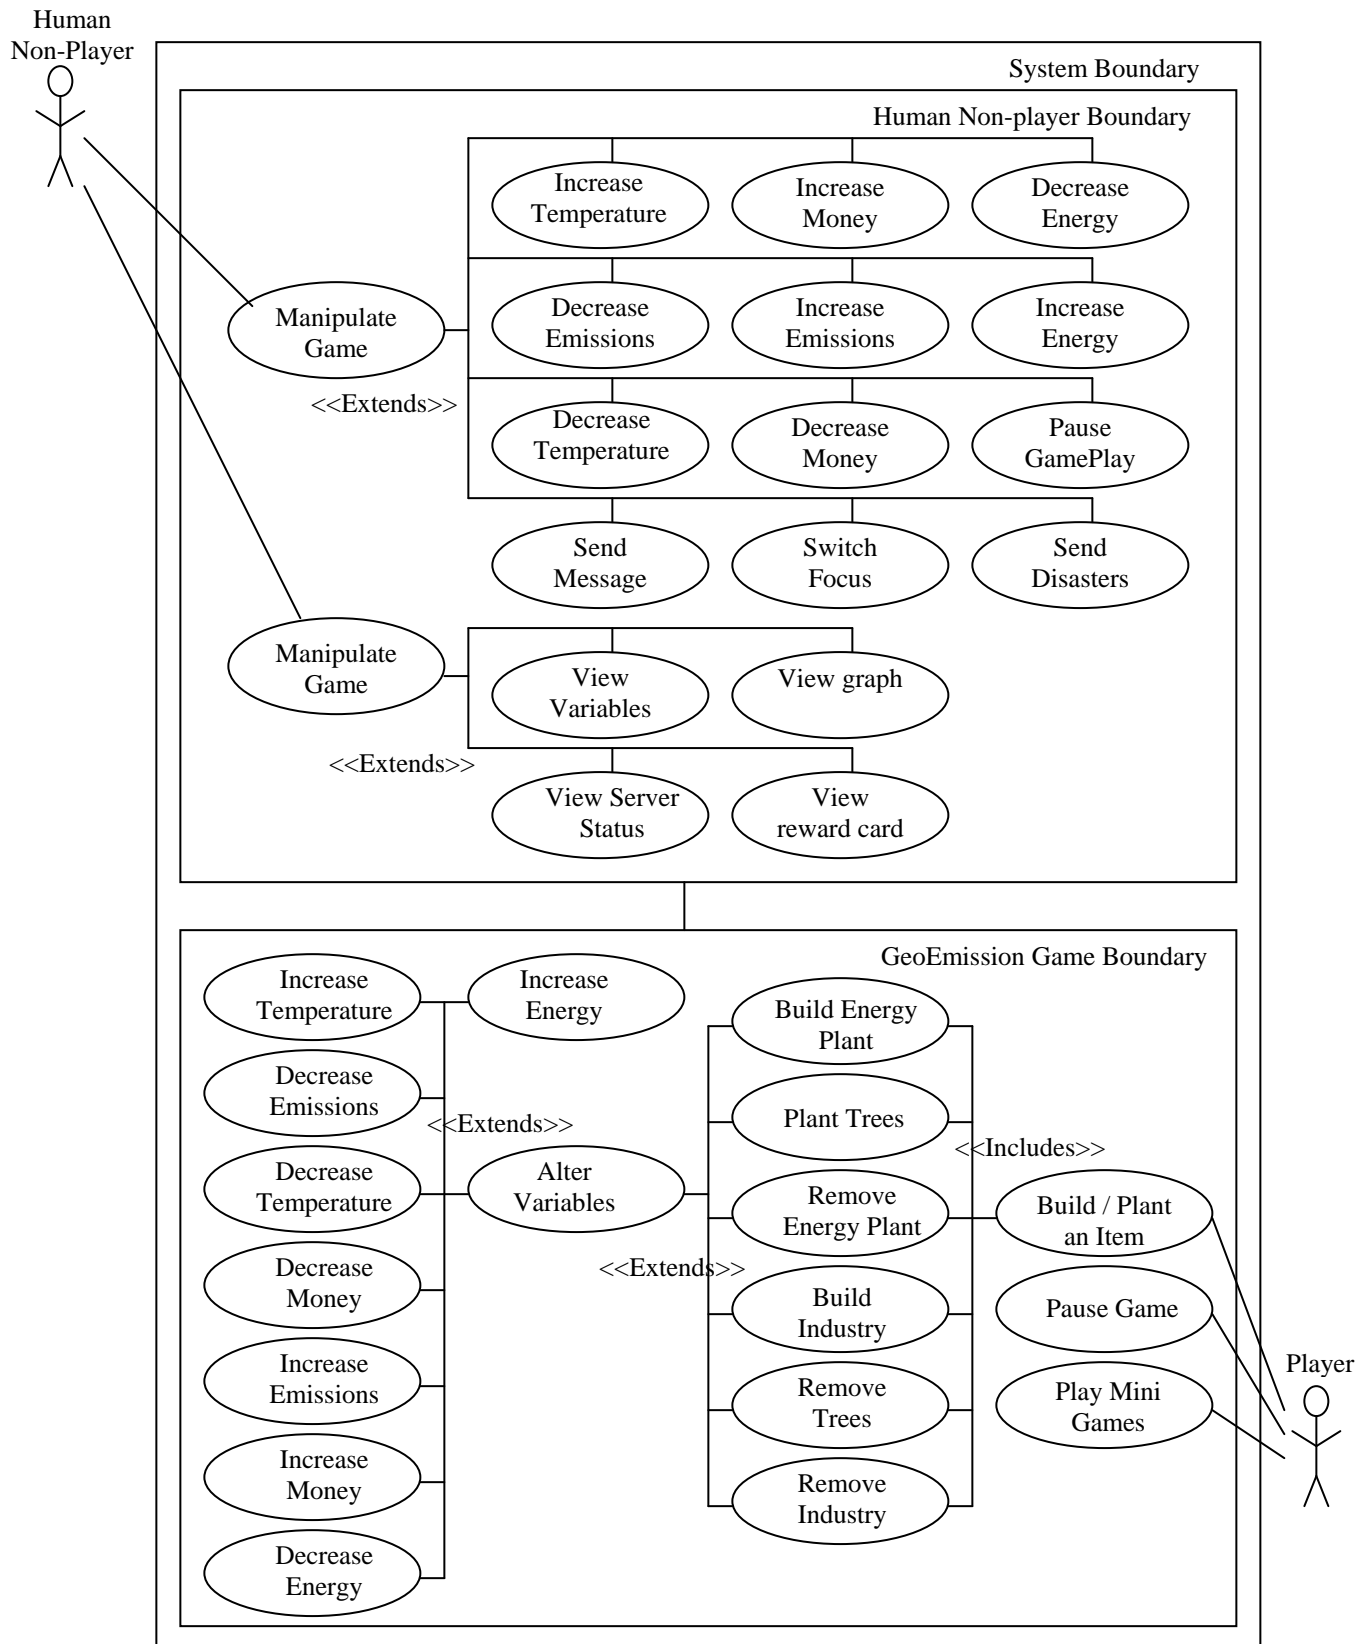 Human
Non-Player
System Boundary
Human Non-player Boundary
Increase
Temperature
Increase
Money
Decrease
Energy
Manipulate
Game
<<Extends>>
Decrease
Emissions
Increase
Emissions
Increase
Energy
Decrease
Temperature
Decrease
Money
Pause
GamePlay
Send
Message
Switch
Focus
Send
Disasters
Manipulate
Game
<<Extends>>
View
Variables
View graph
View Server
Status
View
reward card
GeoEmission Game Boundary
Increase
Temperature
Increase
Energy
Decrease
Emissions
<<Extends>>
Decrease
Temperature
Alter
Variables
Decrease
Money
Increase
Emissions
Increase
Money
Decrease
Energy
<<Extends>>
Build Energy
Plant
Plant Trees
Remove
Energy Plant
Build
Industry
Remove
Trees
Remove
Industry
<<Includes>>
Build / Plant
an Item
Pause Game
Play Mini
Games
Player